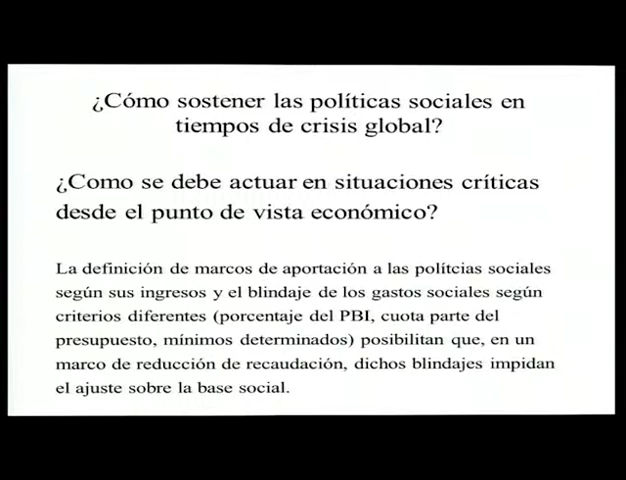 ¿Cómo sostener las políticas sociales en
tiempos de crisis global?
¿Como se debe actuar en situaciones críticas
desde el punto de vista económico?
La definición de marcos de aportación a las polítcias sociales
según sus ingresos y el blindaje de los gastos sociales según
criterios diferentes (porcentaje del PBI, cuota parte del
presupuesto, mínimos determinados) posibilitan que, en un
marco de reducción de recaudación, dichos blindajes impidan
el ajuste sobre la base social.